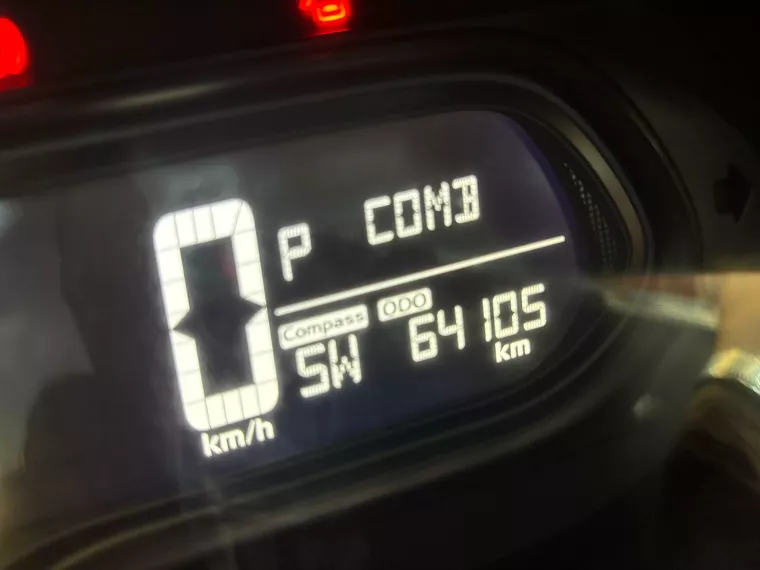 P COMB
0
Compass ODO
SW 64105
km/h km